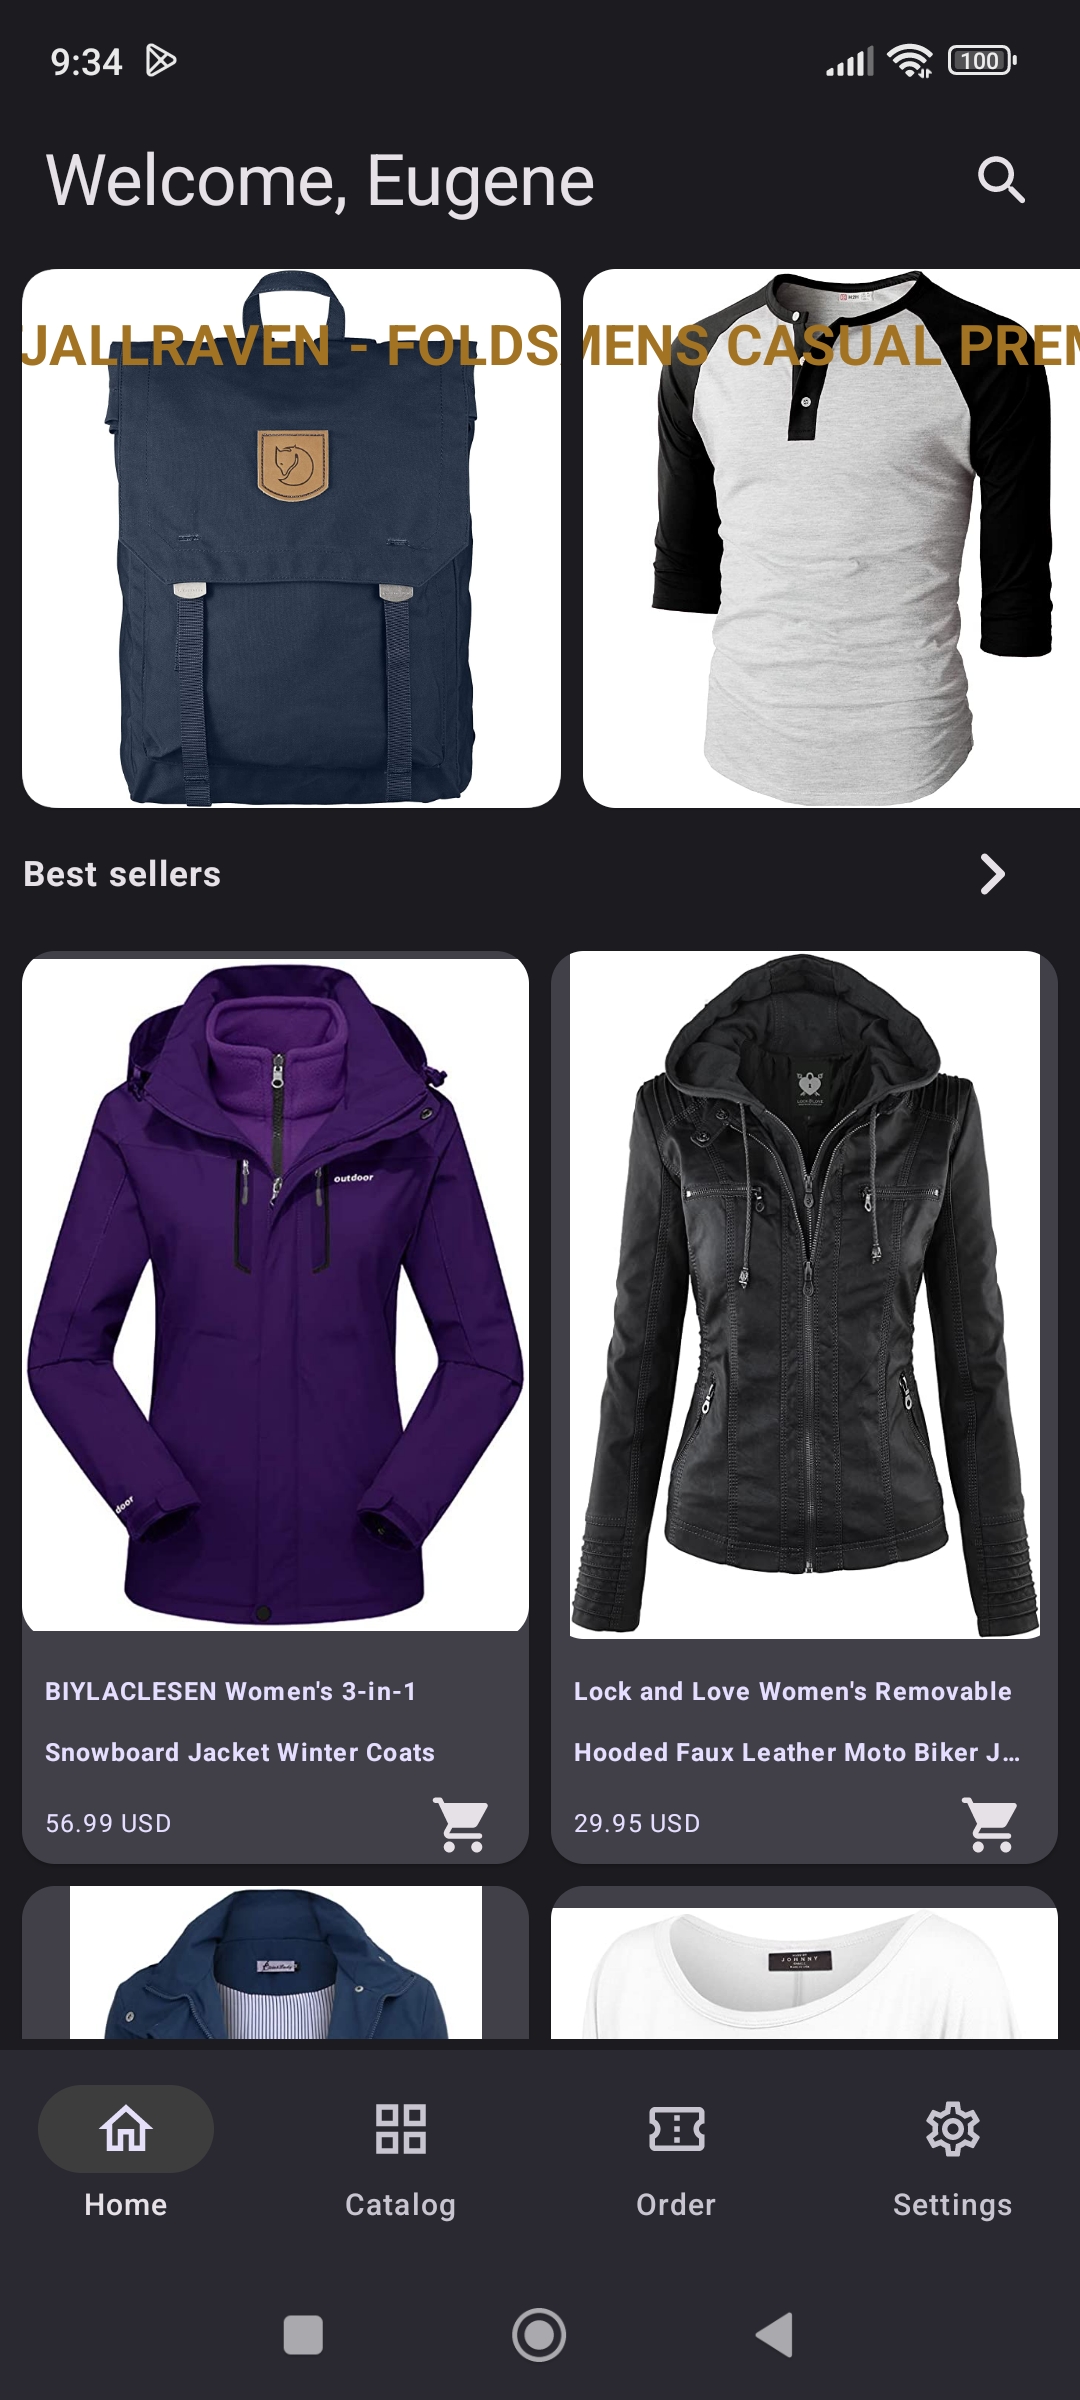 9:34
100
Welcome, Eugene
JALLRAVEN - FOLDS
MENS CASUAL PREM
Best sellers
outdoor
door
BIYLACLESEN Women's 3-in-1
Snowboard Jacket Winter Coats
56.99 USD
Lock and Love Women's Removable
Hooded Faux Leather Moto Biker J...
29.95 USD
JOHNNY
Home
Catalog
Order
Settings